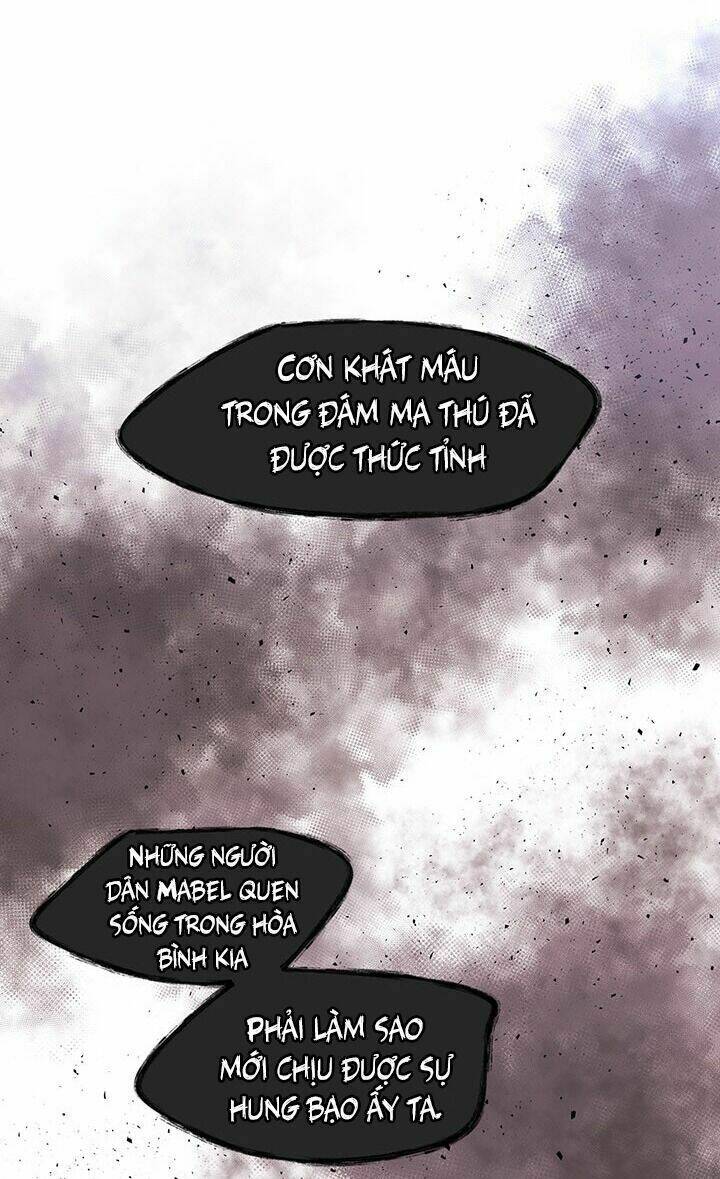 CƠN KHÁT MÁU
TRONG ĐÁM MA THÚ ĐÃ
ĐƯỢC THỨC TỈNH
NHỮNG NGƯỜI
DÂN MABEL QUEN
SỐNG TRONG HÒA
BÌNH KIA
PHẢI LÀM SAO
MỚI CHỊU ĐƯỢC SỰ
HUNG BẠO ẤY TA.